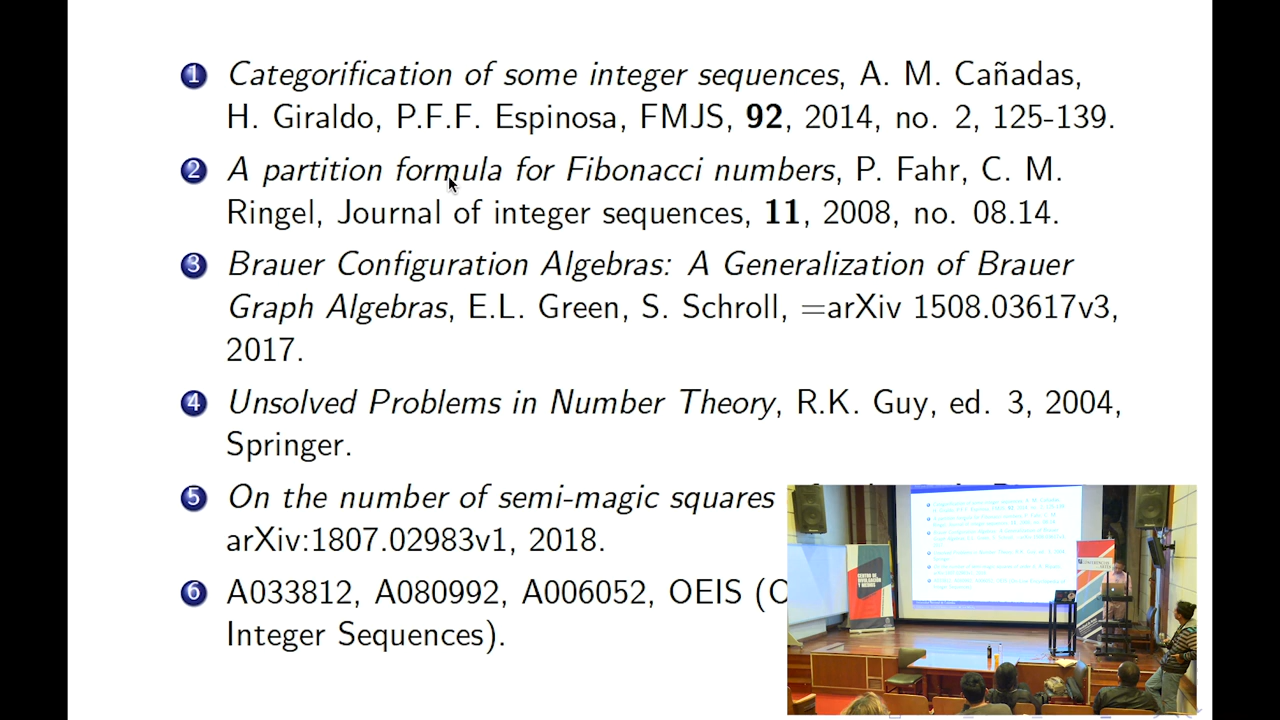 1 Categorification of some integer sequences, A. M. Cañadas,
H. Giraldo, P.F.F. Espinosa, FMJS, 92, 2014, no. 2, 125-139.
2 A partition formula for Fibonacci numbers, P. Fahr, C. M.
Ringel, Journal of integer sequences, 11, 2008, no. 08.14.
3 Brauer Configuration Algebras: A Generalization of Brauer
Graph Algebras, E.L. Green, S. Schroll, =arXiv 1508.03617v3,
2017.
4 Unsolved Problems in Number Theory, R.K. Guy, ed. 3, 2004,
Springer.
5 On the number of semi-magic squares
arXiv:1807.02983v1, 2018.
6 A033812, A080992, A006052, OEIS (O
Integer Sequences).